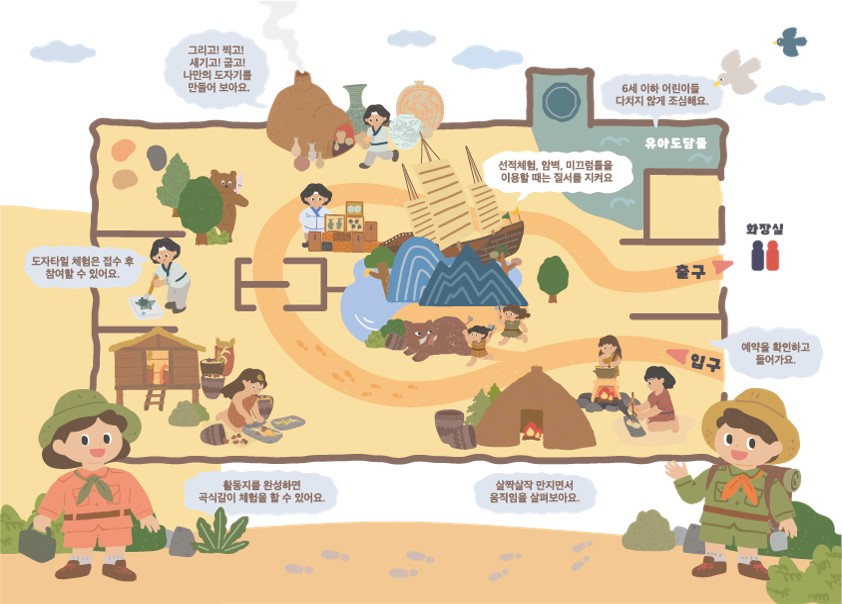 그리고! 찍고!
새기고! 굽고!
나만의 도자기를
만들어 보아요.
6세 이하 어린이들
다치지 않게 조심해요.
유아도담뜰
선적체험, 암벽, 미끄럼틀을
이용할 때는 질서를 지켜요
화장실
도자타일 체험은 접수 후
참여할 수 있어요.
출구
예약을 확인하고
들어가요.
입구
활동지를 완성하면
곡식갈이 체험을 할 수 있어요.
살짝살짝 만지면서
움직임을 살펴보아요.